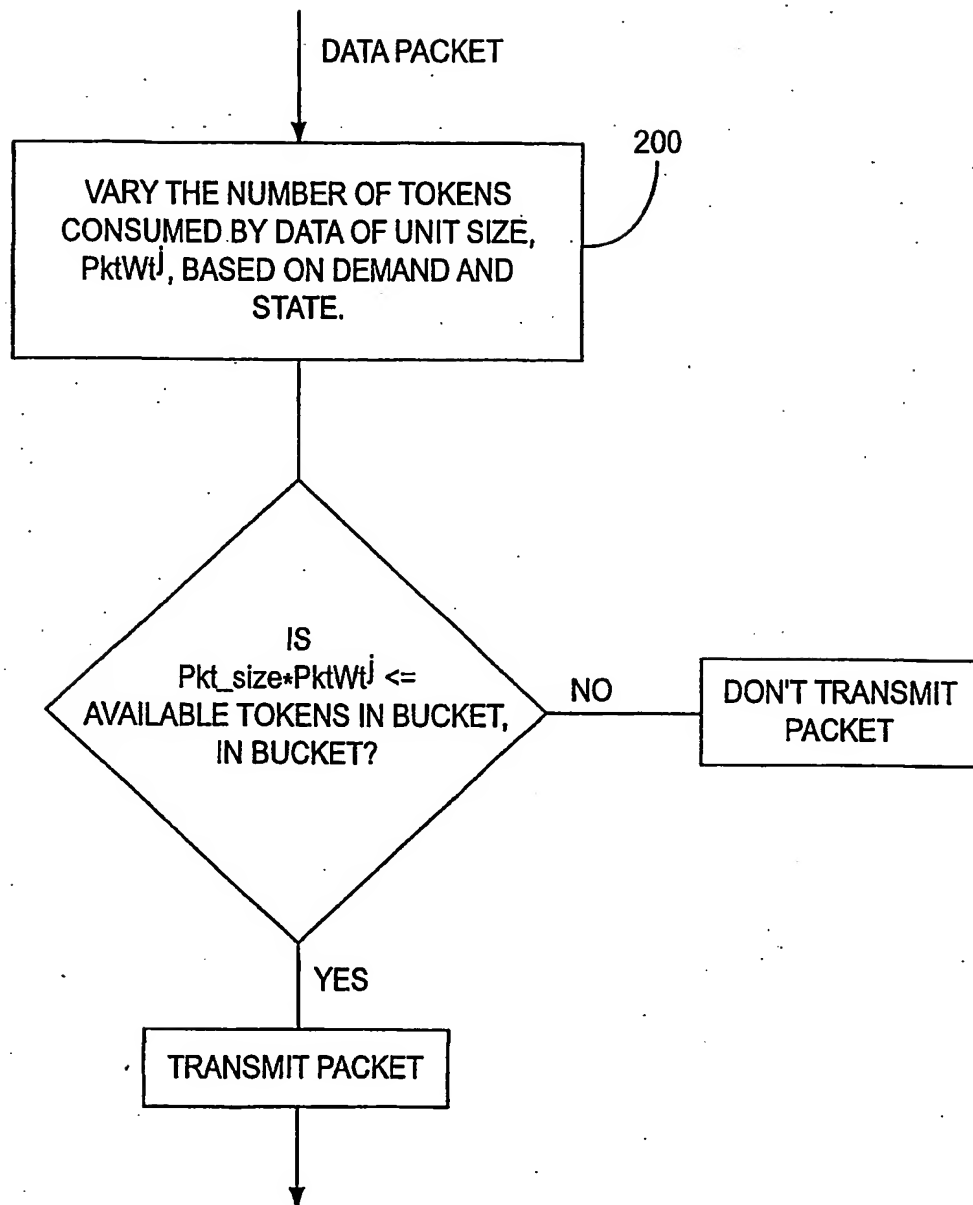 DATA PACKET
200
VARY THE NUMBER OF TOKENS
CONSUMED BY DATA OF UNIT SIZE,
PktWtʲ, BASED ON DEMAND AND
STATE.
IS
Pkt_size*PktWtʲ <=
AVAILABLE TOKENS IN BUCKET,
IN BUCKET?
NO
DON'T TRANSMIT
PACKET
YES
TRANSMIT PACKET